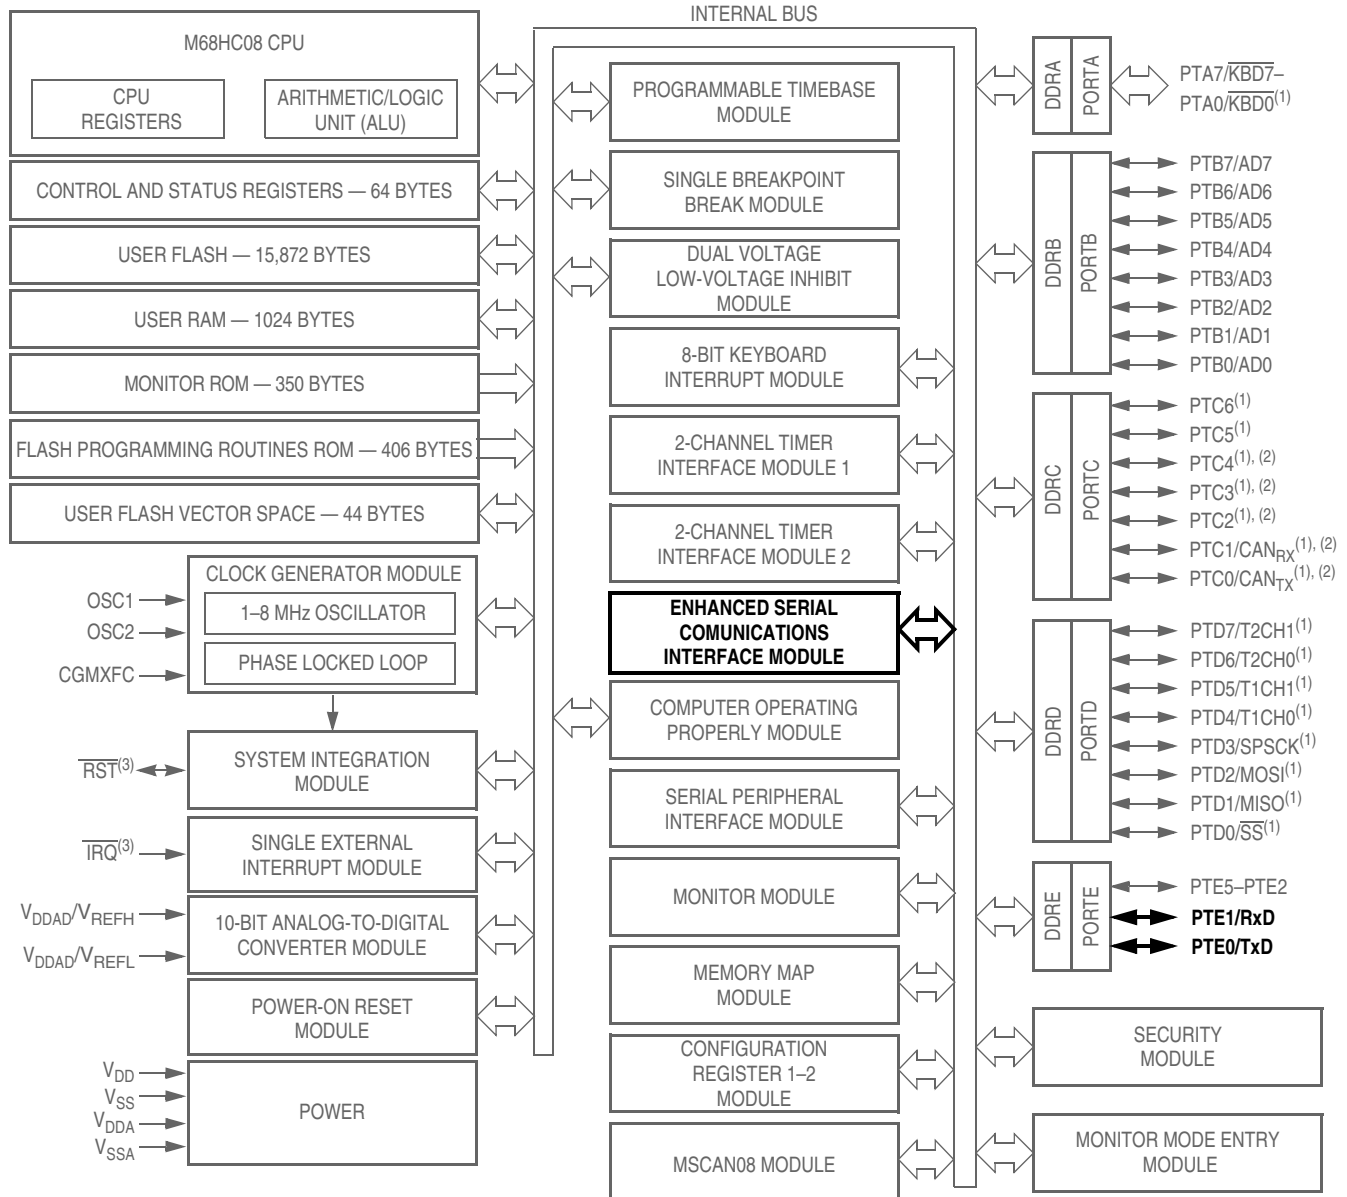 INTERNAL BUS
M68HC08 CPU
CPU
REGISTERS
ARITHMETIC/LOGIC
UNIT (ALU)
CONTROL AND STATUS REGISTERS — 64 BYTES
USER FLASH — 15,872 BYTES
USER RAM — 1024 BYTES
MONITOR ROM — 350 BYTES
FLASH PROGRAMMING ROUTINES ROM — 406 BYTES
USER FLASH VECTOR SPACE — 44 BYTES
CLOCK GENERATOR MODULE
1–8 MHz OSCILLATOR
PHASE LOCKED LOOP
OSC1
OSC2
CGMXFC
SYSTEM INTEGRATION
MODULE
RST(3)
SINGLE EXTERNAL
INTERRUPT MODULE
IRQ(3)
10-BIT ANALOG-TO-DIGITAL
CONVERTER MODULE
VDDAD/VREFH
VDDAD/VREFL
POWER-ON RESET
MODULE
POWER
VDD
VSS
VDDA
VSSA
PROGRAMMABLE TIMEBASE
MODULE
SINGLE BREAKPOINT
BREAK MODULE
DUAL VOLTAGE
LOW-VOLTAGE INHIBIT
MODULE
8-BIT KEYBOARD
INTERRUPT MODULE
2-CHANNEL TIMER
INTERFACE MODULE 1
2-CHANNEL TIMER
INTERFACE MODULE 2
ENHANCED SERIAL
COMUNICATIONS
INTERFACE MODULE
COMPUTER OPERATING
PROPERLY MODULE
SERIAL PERIPHERAL
INTERFACE MODULE
MONITOR MODULE
MEMORY MAP
MODULE
CONFIGURATION
REGISTER 1–2
MODULE
MSCAN08 MODULE
DDRA
PORTA
PTA7/KBD7–
PTA0/KBD0(1)
DDRB
PORTB
PTB7/AD7
PTB6/AD6
PTB5/AD5
PTB4/AD4
PTB3/AD3
PTB2/AD2
PTB1/AD1
PTB0/AD0
DDRC
PORTC
PTC6(1)
PTC5(1)
PTC4(1), (2)
PTC3(1), (2)
PTC2(1), (2)
PTC1/CANRX(1), (2)
PTC0/CANTX(1), (2)
DDRD
PORTD
PTD7/T2CH1(1)
PTD6/T2CH0(1)
PTD5/T1CH1(1)
PTD4/T1CH0(1)
PTD3/SPSCK(1)
PTD2/MOSI(1)
PTD1/MISO(1)
PTD0/SS(1)
DDRE
PORTE
PTE5–PTE2
PTE1/RxD
PTE0/TxD
SECURITY
MODULE
MONITOR MODE ENTRY
MODULE